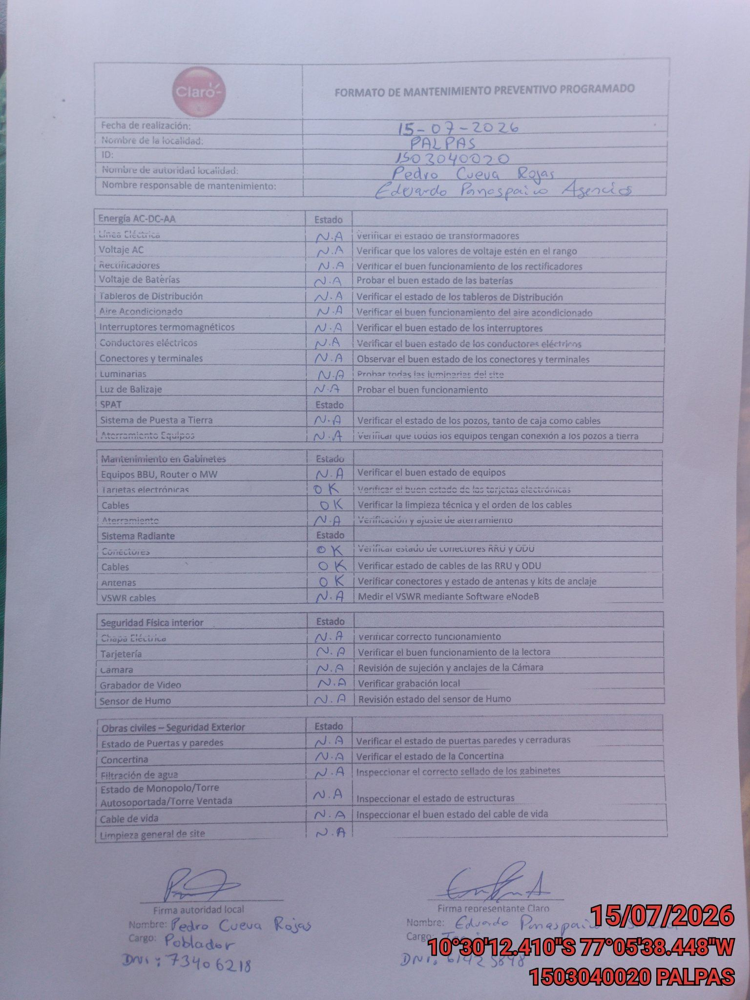 Claro
FORMATO DE MANTENIMIENTO PREVENTIVO PROGRAMADO
Fecha de realización: 15-07-2026
Nombre de la localidad: PALPAS
ID: 1503040020
Nombre de autoridad localidad: Pedro Cueva Rojas
Nombre responsable de mantenimiento: Eduardo Panaspaico Asencios
Energía AC-DC-AA Estado
Línea Eléctrica N.A Verificar el estado de transformadores
Voltaje AC N.A Verificar que los valores de voltaje estén en el rango
Rectificadores N.A Verificar el buen funcionamiento de los rectificadores
Voltaje de Baterías N.A Probar el buen estado de las baterías
Tableros de Distribución N.A Verificar el estado de los tableros de Distribución
Aire Acondicionado N.A Verificar el buen funcionamiento del aire acondicionado
Interruptores termomagnéticos N.A Verificar el buen estado de los interruptores
Conductores eléctricos N.A Verificar el buen estado de los conductores eléctricos
Conectores y terminales N.A Observar el buen estado de los conectores y terminales
Luminarias N.A Probar todas las luminarias del site
Luz de Balizaje N.A Probar el buen funcionamiento
SPAT Estado
Sistema de Puesta a Tierra N.A Verificar el estado de los pozos, tanto de caja como cables
Aterramiento Equipos N.A Verificar que todos los equipos tengan conexión a los pozos a tierra
Mantenimiento en Gabinetes Estado
Equipos BBU, Router o MW N.A Verificar el buen estado de equipos
Tarjetas electrónicas OK Verificar el buen estado de las tarjetas electrónicas
Cables OK Verificar la limpieza técnica y el orden de los cables
Aterramiento N.A Verificación y ajuste de aterramiento
Sistema Radiante Estado
Conectores OK Verificar estado de conectores RRU y ODU
Cables OK Verificar estado de cables de las RRU y ODU
Antenas OK Verificar conectores y estado de antenas y kits de anclaje
VSWR cables N.A Medir el VSWR mediante Software eNodeB
Seguridad Física interior Estado
Chapa Eléctrica N.A Verificar correcto funcionamiento
Tarjetería N.A Verificar el buen funcionamiento de la lectora
Cámara N.A Revisión de sujeción y anclajes de la Cámara
Grabador de Video N.A Verificar grabación local
Sensor de Humo N.A Revisión estado del sensor de Humo
Obras civiles – Seguridad Exterior Estado
Estado de Puertas y paredes N.A Verificar el estado de puertas paredes y cerraduras
Concertina N.A Verificar el estado de la Concertina
Filtración de agua N.A Inspeccionar el correcto sellado de los gabinetes
Estado de Monopolo/Torre
Autosoportada/Torre Ventada N.A Inspeccionar el estado de estructuras
Cable de vida N.A Inspeccionar el buen estado del cable de vida
Limpieza general de site N.A
Firma autoridad local
Nombre: Pedro Cueva Rojas
Cargo: Poblador
DNI: 73406218
Firma representante Claro
Nombre: Eduardo Panaspaico
Cargo:
DNI:
15/07/2026
10°30'12.410"S 77°05'38.448"W
1503040020 PALPAS